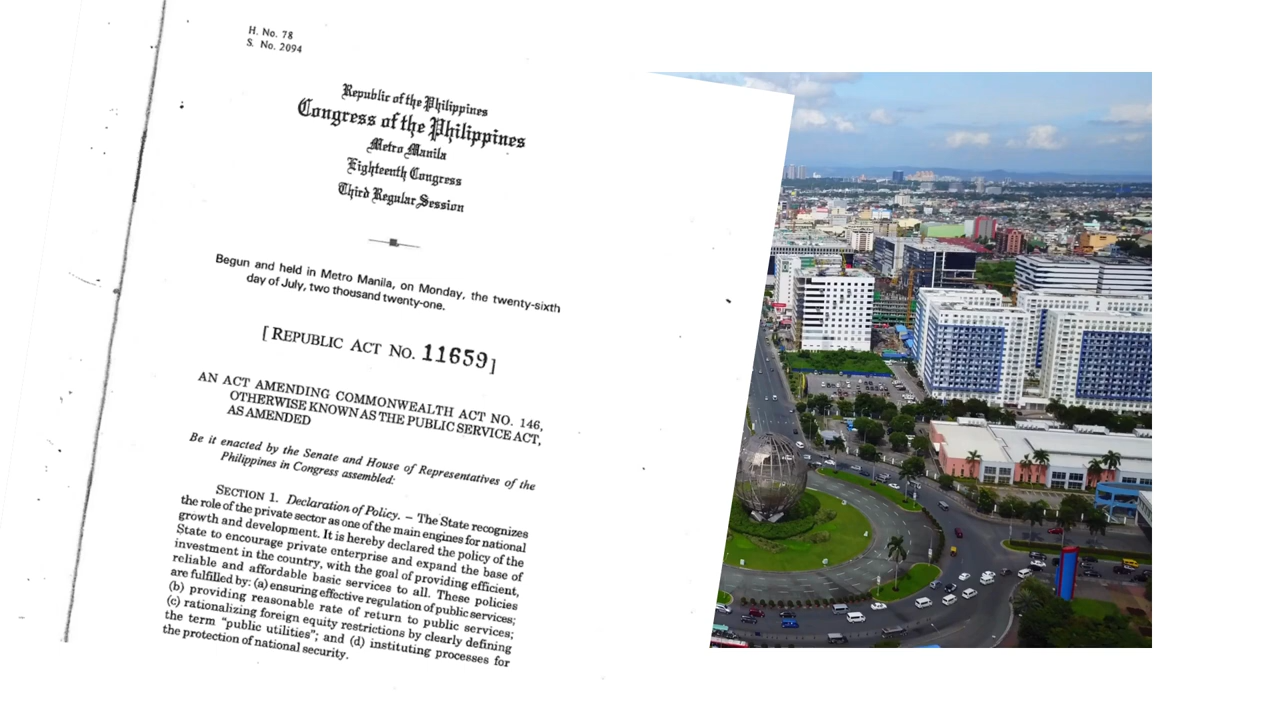 H. No. 78
S. No. 2094
Republic of the Philippines
Congress of the Philippines
Metro Manila
Eighteenth Congress
Third Regular Session
Begun and held in Metro Manila, on Monday, the twenty-sixth
day of July, two thousand twenty-one.
[ REPUBLIC ACT NO. 11659 ]
AN ACT AMENDING COMMONWEALTH ACT NO. 146,
OTHERWISE KNOWN AS THE PUBLIC SERVICE ACT,
AS AMENDED
Be it enacted by the Senate and House of Representatives of the
Philippines in Congress assembled:
SECTION 1. Declaration of Policy. – The State recognizes
the role of the private sector as one of the main engines for national
growth and development. It is hereby declared the policy of the
State to encourage private enterprise and expand the base of
investment in the country, with the goal of providing efficient,
reliable and affordable basic services to all. These policies
are fulfilled by: (a) ensuring effective regulation of public services;
(b) providing reasonable rate of return to public services;
(c) rationalizing foreign equity restrictions by clearly defining
the term "public utilities"; and (d) instituting processes for
the protection of national security.